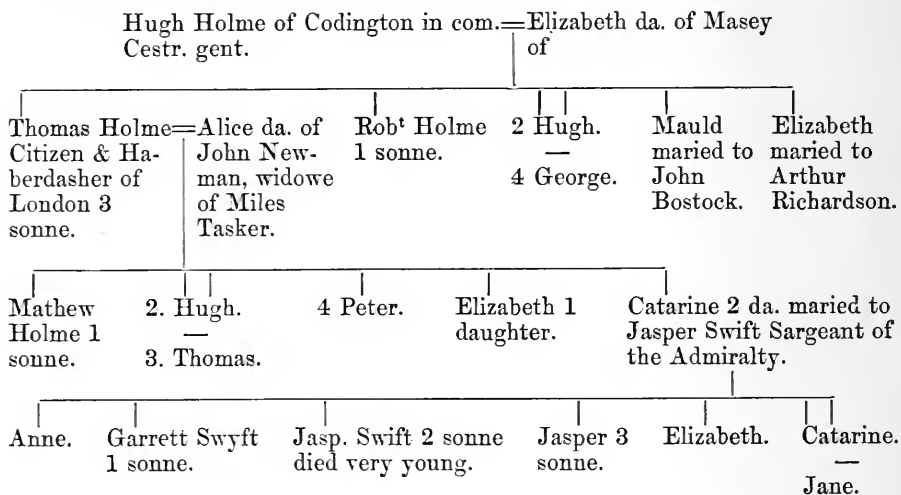 Hugh Holme of Codington in com.=Elizabeth da. of Masey
Cestr. gent. of
Thomas Holme=Alice da. of
Citizen & Ha-
berdasher of
London 3
sonne.
John New-
man, widowe
of Miles
Tasker.
Robᵗ Holme
1 sonne.
2 Hugh.
—
4 George.
Mauld
maried to
John
Bostock.
Elizabeth
maried to
Arthur
Richardson.
Mathew
Holme 1
sonne.
2. Hugh.
—
3. Thomas.
4 Peter.
Elizabeth 1
daughter.
Catarine 2 da. maried to
Jasper Swift Sargeant of
the Admiralty.
Anne.
Garrett Swyft
1 sonne.
Jasp. Swift 2 sonne
died very young.
Jasper 3
sonne.
Elizabeth.
Catarine.
—
Jane.